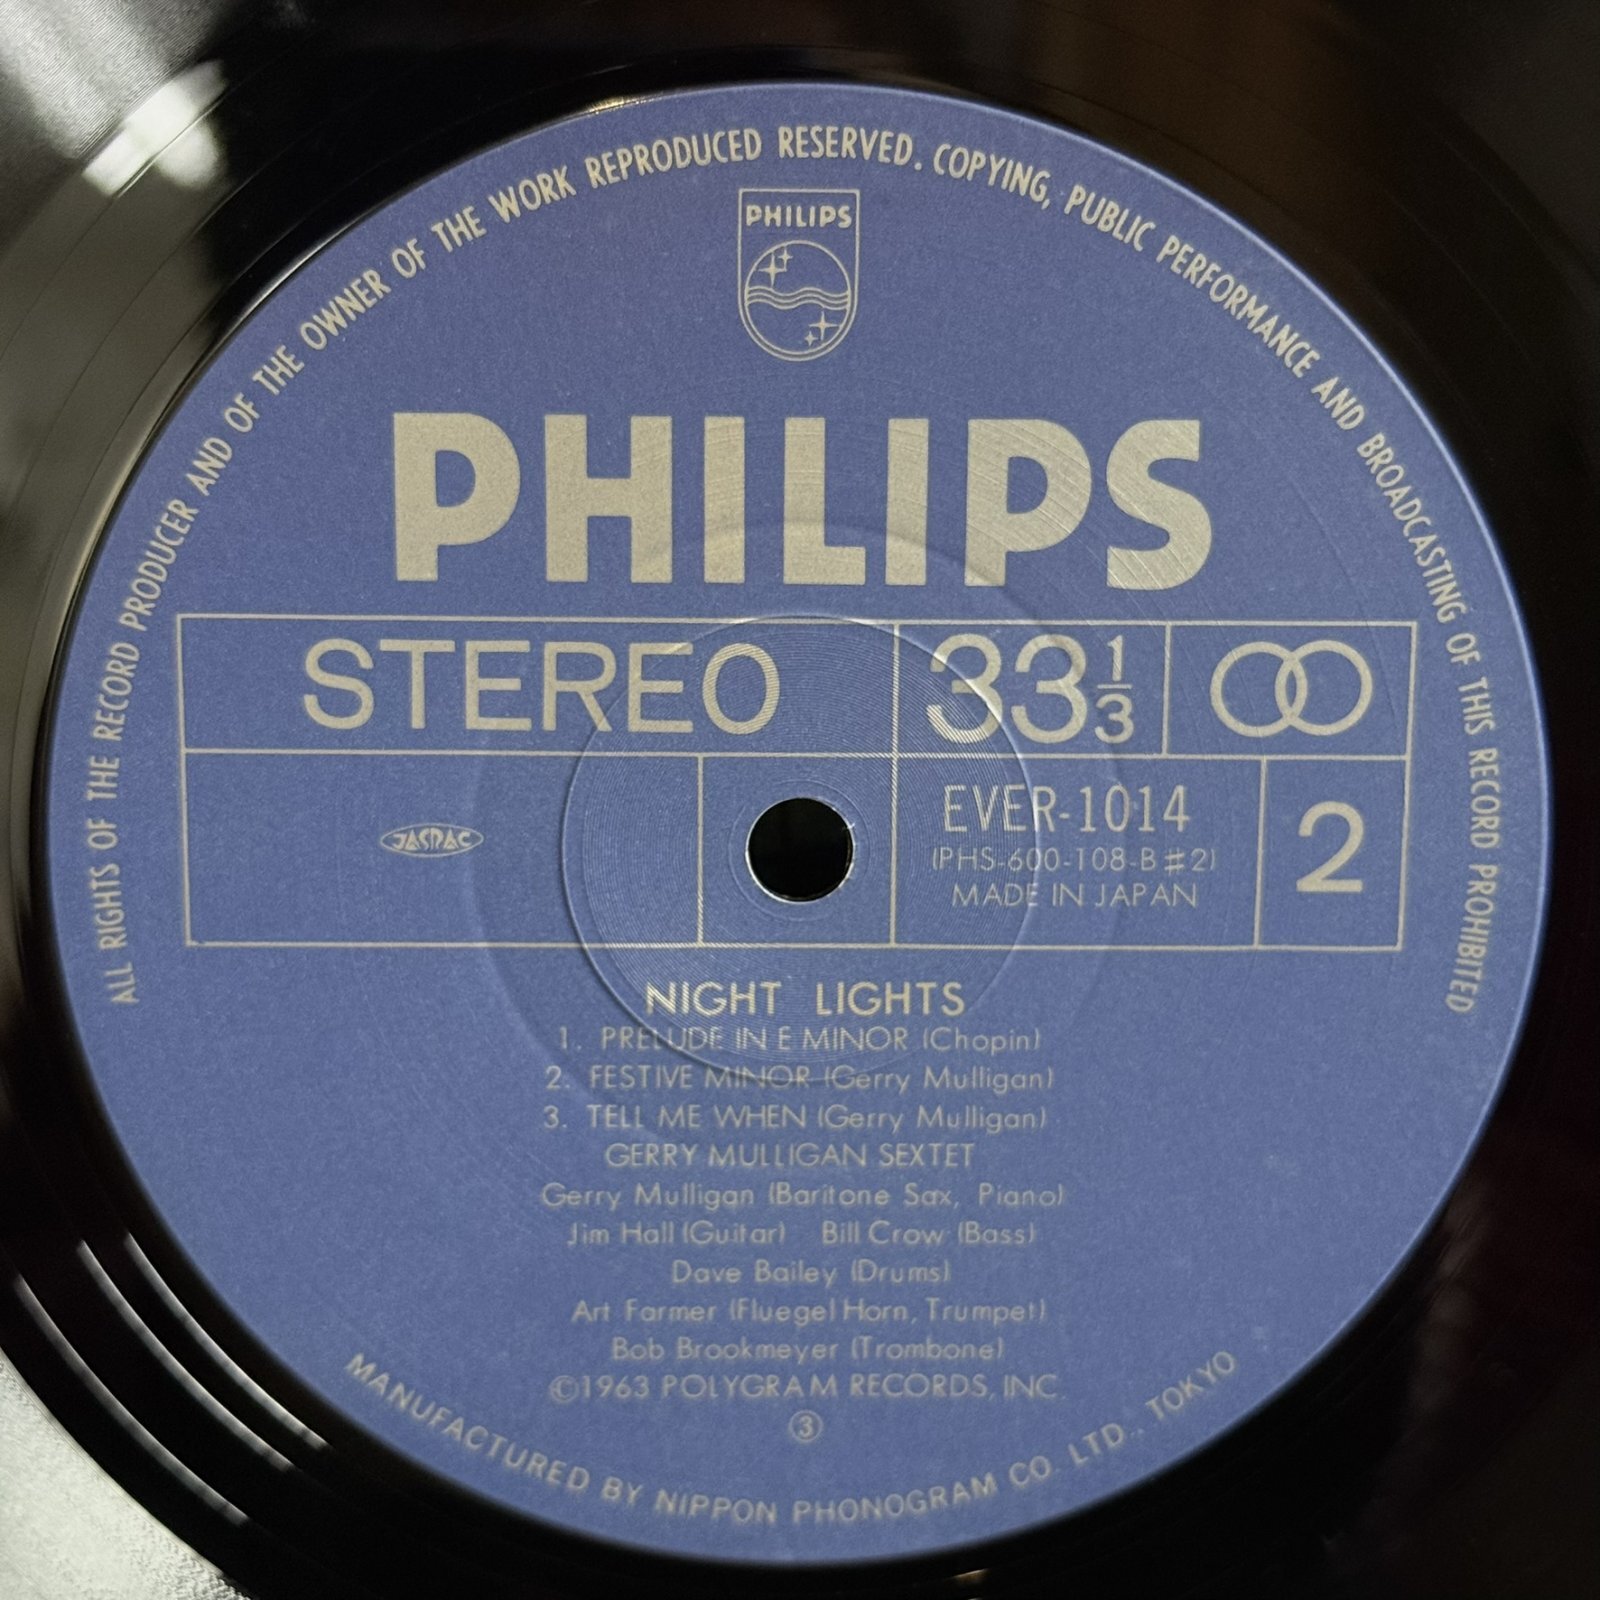 ALL RIGHTS OF THE RECORD PRODUCER AND OF THE OWNER OF THE WORK REPRODUCED RESERVED. COPYING, PUBLIC PERFORMANCE AND BROADCASTING OF THIS RECORD PROHIBITED
PHILIPS
PHILIPS
STEREO 33 1/3
JASRAC
EVER-1014
(PHS-600-108-B♯2)
MADE IN JAPAN
2
NIGHT LIGHTS
1. PRELUDE IN E MINOR (Chopin)
2. FESTIVE MINOR (Gerry Mulligan)
3. TELL ME WHEN (Gerry Mulligan)
GERRY MULLIGAN SEXTET
Gerry Mulligan (Baritone Sax, Piano)
Jim Hall (Guitar) Bill Crow (Bass)
Dave Bailey (Drums)
Art Farmer (Fluegel Horn, Trumpet)
Bob Brookmeyer (Trombone)
©1963 POLYGRAM RECORDS, INC.
③
MANUFACTURED BY NIPPON PHONOGRAM CO. LTD., TOKYO